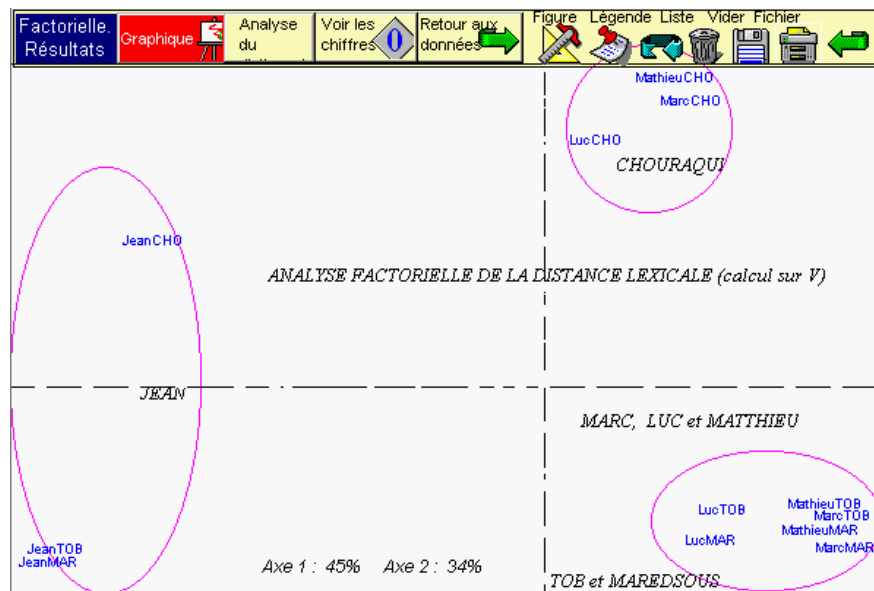 Factorielle.
Résultats
Graphique
Analyse
du
Voir les
chiffres
0
Retour aux
données
Figure Légende Liste Vider Fichier
MathieuCHO
MarcCHO
LucCHO
CHOURAQUI
JeanCHO
ANALYSE FACTORIELLE DE LA DISTANCE LEXICALE (calcul sur V)
JEAN
MARC, LUC et MATTHIEU
LucTOB
MathieuTOB
MarcTOB
MathieuMAR
LucMAR
MarcMAR
JeanTOB
JeanMAR
Axe 1 : 45% Axe 2 : 34%
TOB et MAREDSOUS